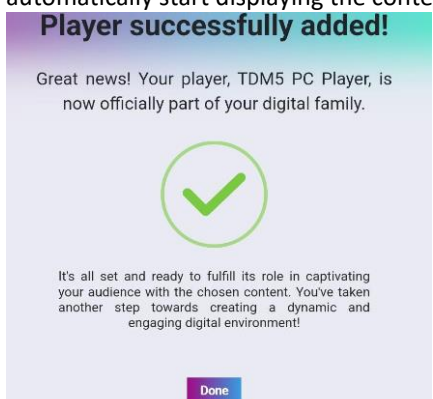 automatically start displaying the conte
Player successfully added!
Great news! Your player, TDM5 PC Player, is
now officially part of your digital family.
It's all set and ready to fulfill its role in captivating
your audience with the chosen content. You've taken
another step towards creating a dynamic and
engaging digital environment!
Done